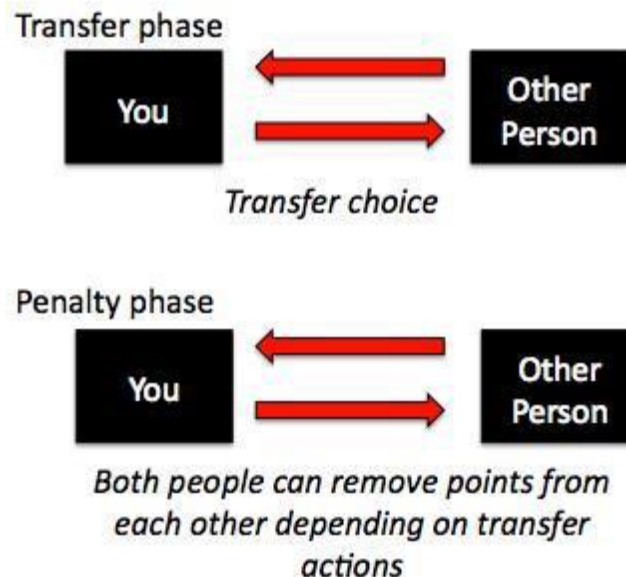 Transfer phase
You
Other
Person
Transfer choice
Penalty phase
You
Other
Person
Both people can remove points from
each other depending on transfer
actions